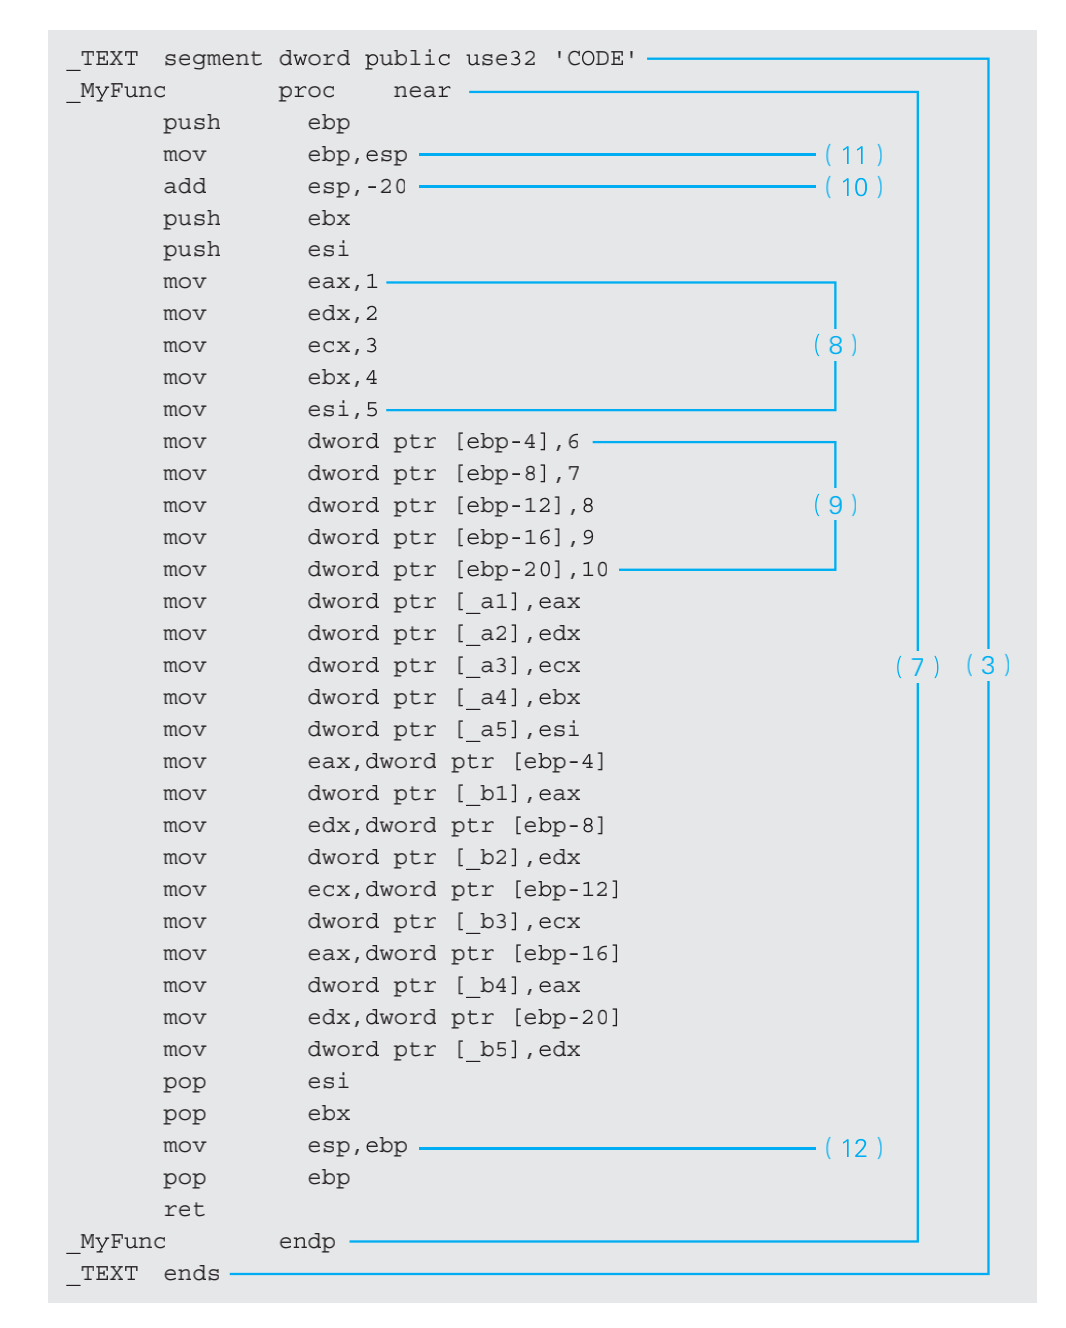 _TEXT segment dword public use32 'CODE'
_MyFunc proc near
push ebp
mov ebp,esp (11)
add esp,-20 (10)
push ebx
push esi
mov eax,1
mov edx,2
mov ecx,3 (8)
mov ebx,4
mov esi,5
mov dword ptr [ebp-4],6
mov dword ptr [ebp-8],7
mov dword ptr [ebp-12],8 (9)
mov dword ptr [ebp-16],9
mov dword ptr [ebp-20],10
mov dword ptr [_a1],eax
mov dword ptr [_a2],edx
mov dword ptr [_a3],ecx (7) (3)
mov dword ptr [_a4],ebx
mov dword ptr [_a5],esi
mov eax,dword ptr [ebp-4]
mov dword ptr [_b1],eax
mov edx,dword ptr [ebp-8]
mov dword ptr [_b2],edx
mov ecx,dword ptr [ebp-12]
mov dword ptr [_b3],ecx
mov eax,dword ptr [ebp-16]
mov dword ptr [_b4],eax
mov edx,dword ptr [ebp-20]
mov dword ptr [_b5],edx
pop esi
pop ebx
mov esp,ebp (12)
pop ebp
ret
_MyFunc endp
_TEXT ends